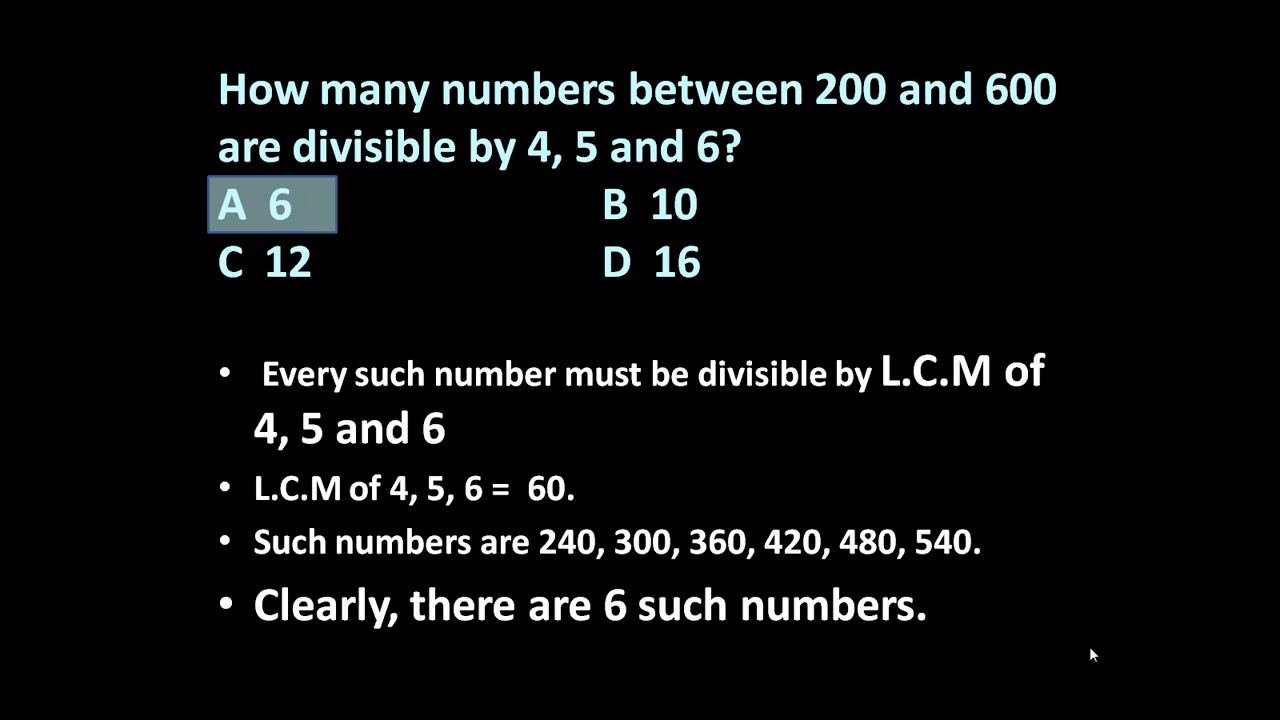 How many numbers between 200 and 600
are divisible by 4, 5 and 6?
A 6 B 10
C 12 D 16
• Every such number must be divisible by L.C.M of
4, 5 and 6
• L.C.M of 4, 5, 6 = 60.
• Such numbers are 240, 300, 360, 420, 480, 540.
• Clearly, there are 6 such numbers.